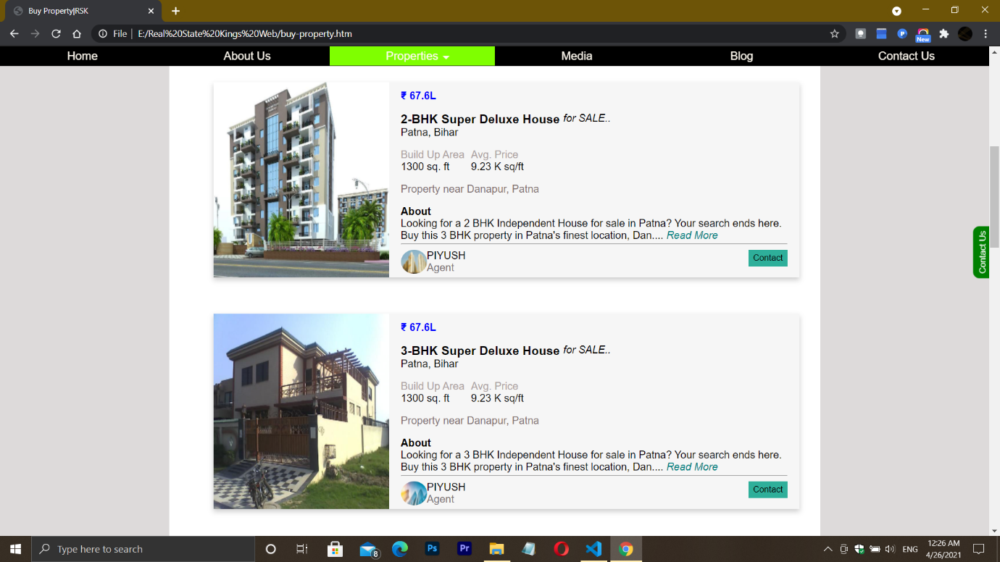 Buy Property|RSK
File | E:/Real%20State%20Kings%20Web/buy-property.htm
New
Home About Us Properties Media Blog Contact Us
₹ 67.6L
2-BHK Super Deluxe House for SALE..
Patna, Bihar
Build Up Area Avg. Price
1300 sq. ft 9.23 K sq/ft
Property near Danapur, Patna
About
Looking for a 2 BHK Independent House for sale in Patna? Your search ends here.
Buy this 3 BHK property in Patna's finest location, Dan.... Read More
PIYUSH
Agent
Contact
Contact Us
₹ 67.6L
3-BHK Super Deluxe House for SALE..
Patna, Bihar
Build Up Area Avg. Price
1300 sq. ft 9.23 K sq/ft
Property near Danapur, Patna
About
Looking for a 3 BHK Independent House for sale in Patna? Your search ends here.
Buy this 3 BHK property in Patna's finest location, Dan.... Read More
PIYUSH
Agent
Contact
Type here to search
8
Ps
Pr
ENG
12:26 AM
4/26/2021